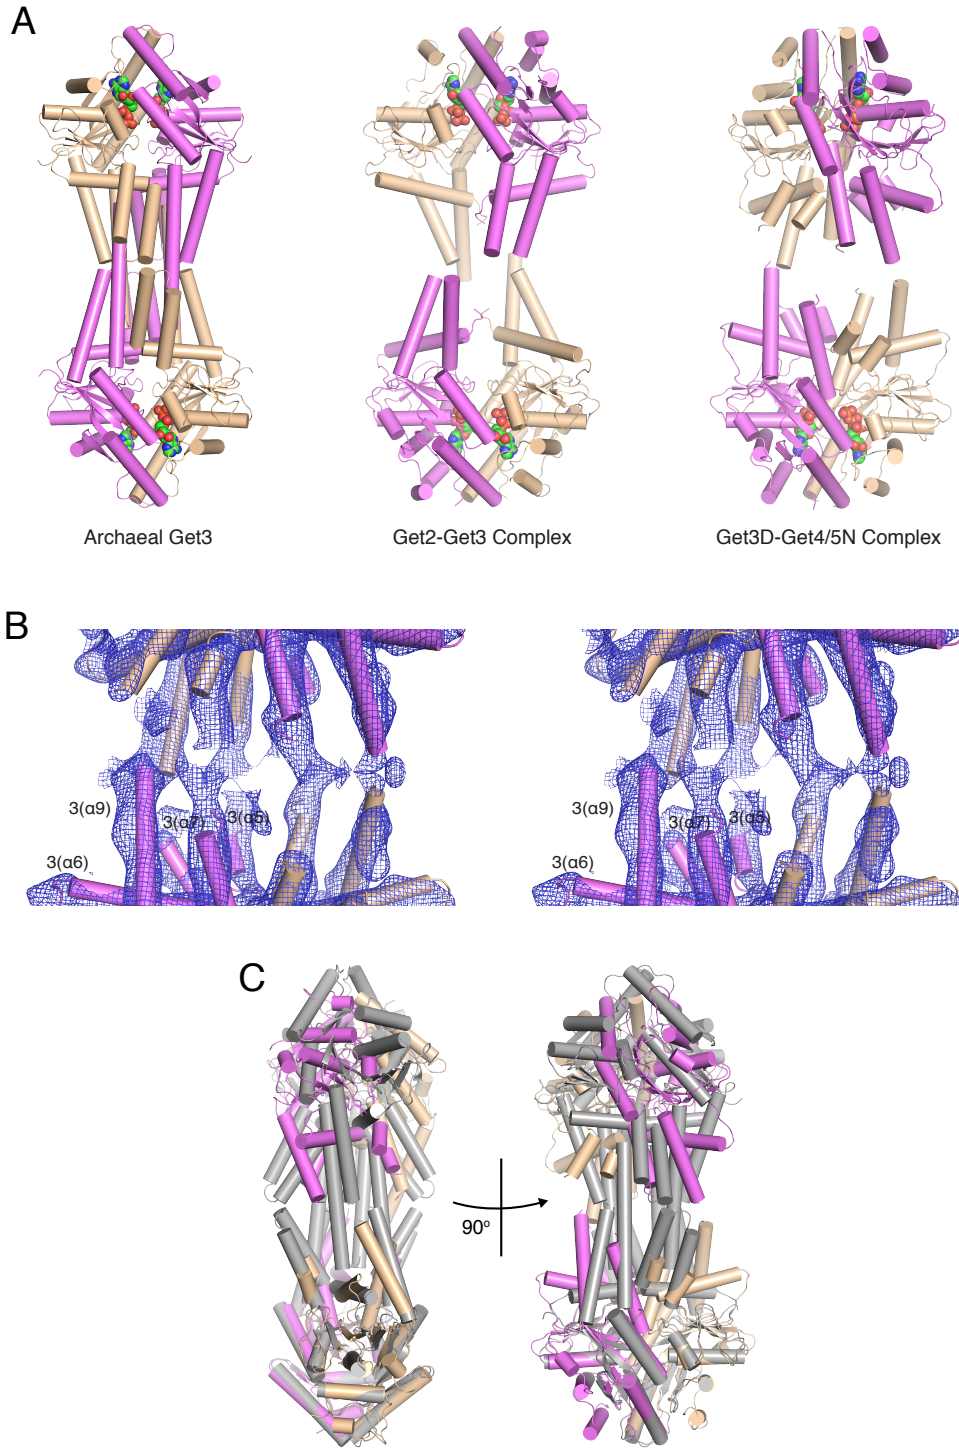 A
Archaeal Get3
Get2-Get3 Complex
Get3D-Get4/5N Complex
B
3(α9)
3(α7)
3(α5)
3(α6)
3(α9)
3(α7)
3(α5)
3(α6)
C
90°